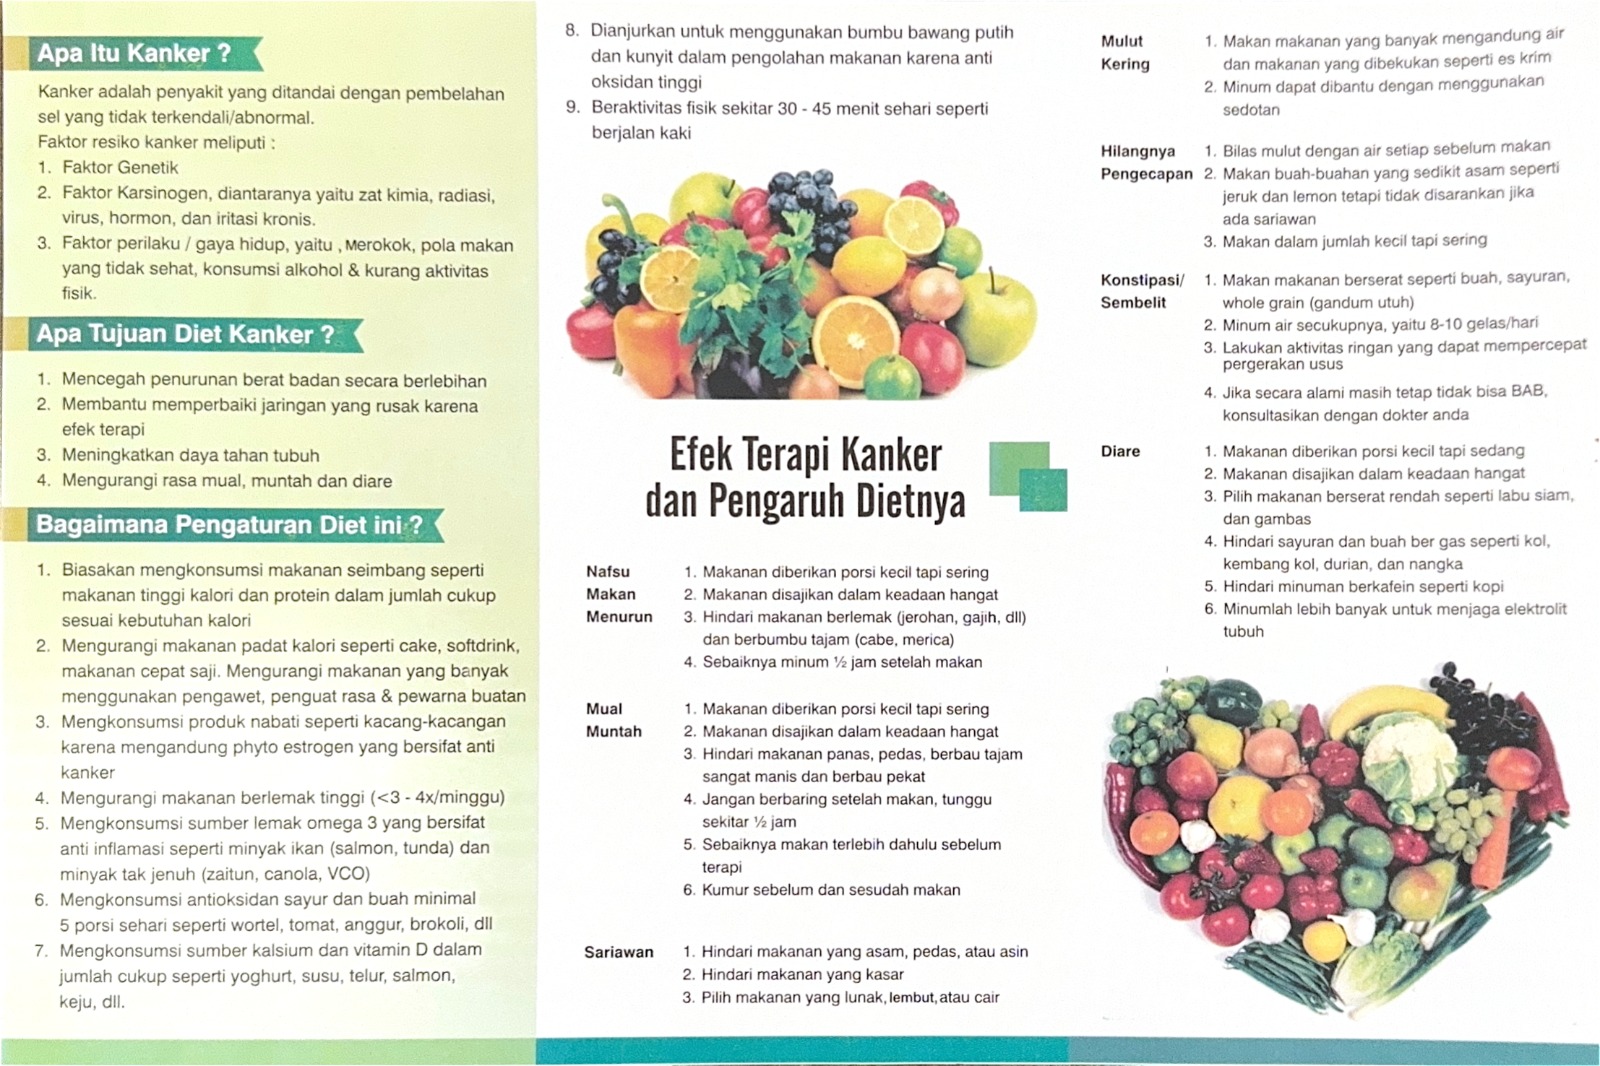 Apa Itu Kanker ?
Kanker adalah penyakit yang ditandai dengan pembelahan
sel yang tidak terkendali/abnormal.
Faktor resiko kanker meliputi :
1. Faktor Genetik
2. Faktor Karsinogen, diantaranya yaitu zat kimia, radiasi,
virus, hormon, dan iritasi kronis.
3. Faktor perilaku / gaya hidup, yaitu , Merokok, pola makan
yang tidak sehat, konsumsi alkohol & kurang aktivitas
fisik.
Apa Tujuan Diet Kanker ?
1. Mencegah penurunan berat badan secara berlebihan
2. Membantu memperbaiki jaringan yang rusak karena
efek terapi
3. Meningkatkan daya tahan tubuh
4. Mengurangi rasa mual, muntah dan diare
Bagaimana Pengaturan Diet ini ?
1. Biasakan mengkonsumsi makanan seimbang seperti
makanan tinggi kalori dan protein dalam jumlah cukup
sesuai kebutuhan kalori
2. Mengurangi makanan padat kalori seperti cake, softdrink,
makanan cepat saji. Mengurangi makanan yang banyak
menggunakan pengawet, penguat rasa & pewarna buatan
3. Mengkonsumsi produk nabati seperti kacang-kacangan
karena mengandung phyto estrogen yang bersifat anti
kanker
4. Mengurangi makanan berlemak tinggi (<3 - 4x/minggu)
5. Mengkonsumsi sumber lemak omega 3 yang bersifat
anti inflamasi seperti minyak ikan (salmon, tunda) dan
minyak tak jenuh (zaitun, canola, VCO)
6. Mengkonsumsi antioksidan sayur dan buah minimal
5 porsi sehari seperti wortel, tomat, anggur, brokoli, dll
7. Mengkonsumsi sumber kalsium dan vitamin D dalam
jumlah cukup seperti yoghurt, susu, telur, salmon,
keju, dll.
8. Dianjurkan untuk menggunakan bumbu bawang putih
dan kunyit dalam pengolahan makanan karena anti
oksidan tinggi
9. Beraktivitas fisik sekitar 30 - 45 menit sehari seperti
berjalan kaki
Efek Terapi Kanker
dan Pengaruh Dietnya
Nafsu 1. Makanan diberikan porsi kecil tapi sering
Makan 2. Makanan disajikan dalam keadaan hangat
Menurun 3. Hindari makanan berlemak (jerohan, gajih, dll)
dan berbumbu tajam (cabe, merica)
4. Sebaiknya minum ½ jam setelah makan
Mual 1. Makanan diberikan porsi kecil tapi sering
Muntah 2. Makanan disajikan dalam keadaan hangat
3. Hindari makanan panas, pedas, berbau tajam
sangat manis dan berbau pekat
4. Jangan berbaring setelah makan, tunggu
sekitar ½ jam
5. Sebaiknya makan terlebih dahulu sebelum
terapi
6. Kumur sebelum dan sesudah makan
Sariawan 1. Hindari makanan yang asam, pedas, atau asin
2. Hindari makanan yang kasar
3. Pilih makanan yang lunak, lembut, atau cair
Mulut 1. Makan makanan yang banyak mengandung air
Kering dan makanan yang dibekukan seperti es krim
2. Minum dapat dibantu dengan menggunakan
sedotan
Hilangnya 1. Bilas mulut dengan air setiap sebelum makan
Pengecapan 2. Makan buah-buahan yang sedikit asam seperti
jeruk dan lemon tetapi tidak disarankan jika
ada sariawan
3. Makan dalam jumlah kecil tapi sering
Konstipasi/ 1. Makan makanan berserat seperti buah, sayuran,
Sembelit whole grain (gandum utuh)
2. Minum air secukupnya, yaitu 8-10 gelas/hari
3. Lakukan aktivitas ringan yang dapat mempercepat
pergerakan usus
4. Jika secara alami masih tetap tidak bisa BAB,
konsultasikan dengan dokter anda
Diare 1. Makanan diberikan porsi kecil tapi sedang
2. Makanan disajikan dalam keadaan hangat
3. Pilih makanan berserat rendah seperti labu siam,
dan gambas
4. Hindari sayuran dan buah ber gas seperti kol,
kembang kol, durian, dan nangka
5. Hindari minuman berkafein seperti kopi
6. Minumlah lebih banyak untuk menjaga elektrolit
tubuh